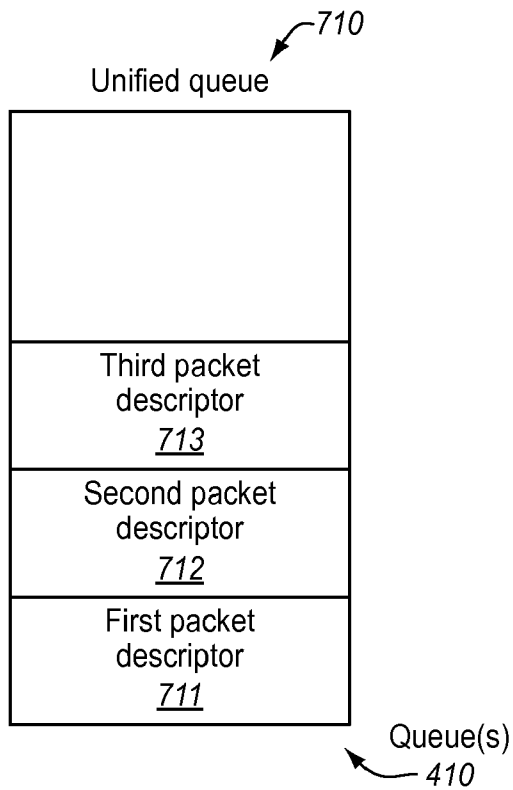 710
Unified queue
Third packet
descriptor
713
Second packet
descriptor
712
First packet
descriptor
711
Queue(s)
410